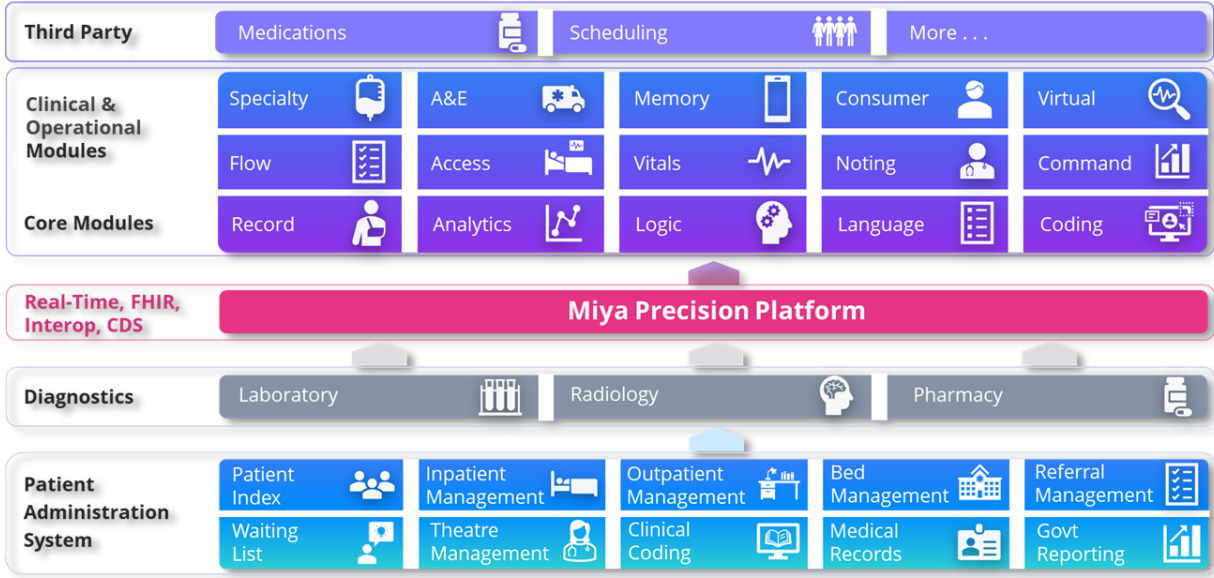 Third Party
Medications
Scheduling
More . . .
Clinical &
Operational
Modules
Specialty
A&E
Memory
Consumer
Virtual
Flow
Access
Vitals
Noting
Command
Core Modules
Record
Analytics
Logic
Language
Coding
Real-Time, FHIR,
Interop, CDS
Miya Precision Platform
Diagnostics
Laboratory
Radiology
Pharmacy
Patient
Administration
System
Patient
Index
Inpatient
Management
Outpatient
Management
Bed
Management
Referral
Management
Waiting
List
Theatre
Management
Clinical
Coding
Medical
Records
Govt
Reporting